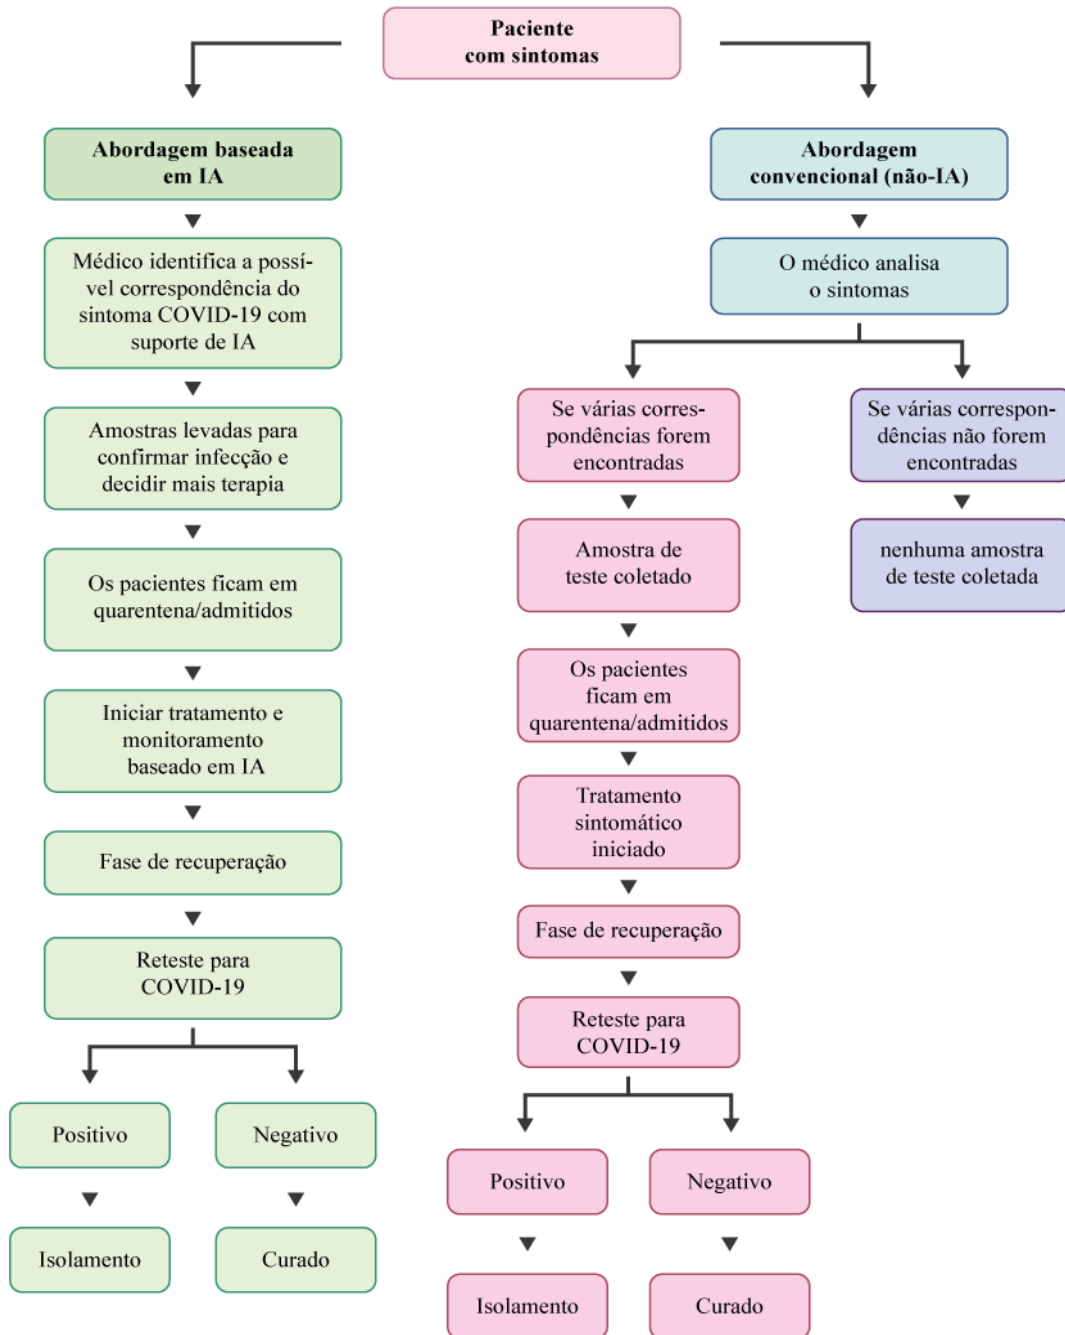 Paciente
com sintomas
Abordagem baseada
em IA
Médico identifica a possí-
vel correspondência do
sintoma COVID-19 com
suporte de IA
Amostras levadas para
confirmar infecção e
decidir mais terapia
Os pacientes ficam em
quarentena/admitidos
Iniciar tratamento e
monitoramento
baseado em IA
Fase de recuperação
Reteste para
COVID-19
Positivo
Negativo
Isolamento
Curado
Abordagem
convencional (não-IA)
O médico analisa
o sintomas
Se várias corres-
pondências forem
encontradas
Se várias correspon-
dências não forem
encontradas
Amostra de
teste coletado
nenhuma amostra
de teste coletada
Os pacientes
ficam em
quarentena/admitidos
Tratamento
sintomático
iniciado
Fase de recuperação
Reteste para
COVID-19
Positivo
Negativo
Isolamento
Curado